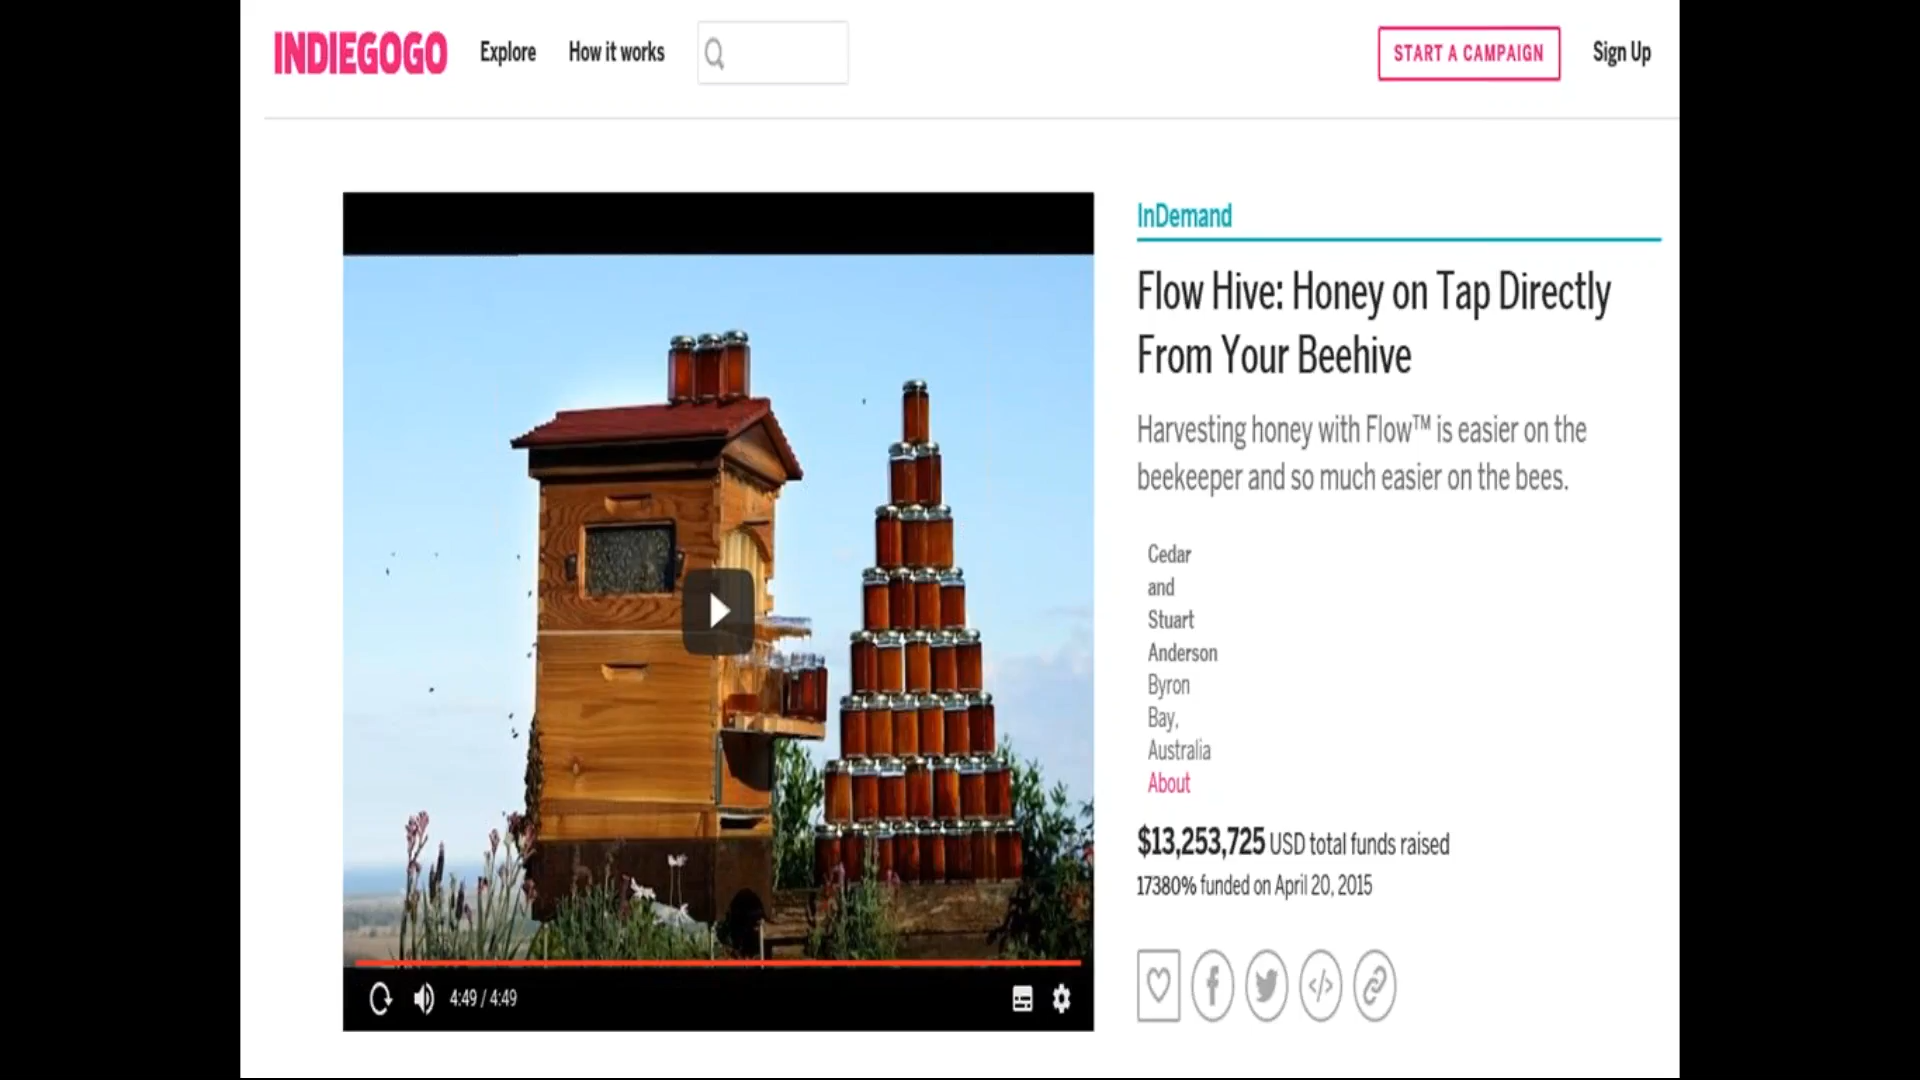 INDIEGOGO Explore How it works START A CAMPAIGN Sign Up
InDemand
Flow Hive: Honey on Tap Directly
From Your Beehive
Harvesting honey with Flow™ is easier on the
beekeeper and so much easier on the bees.
Cedar
and
Stuart
Anderson
Byron
Bay,
Australia
About
$13,253,725 USD total funds raised
17380% funded on April 20, 2015
4:49 / 4:49